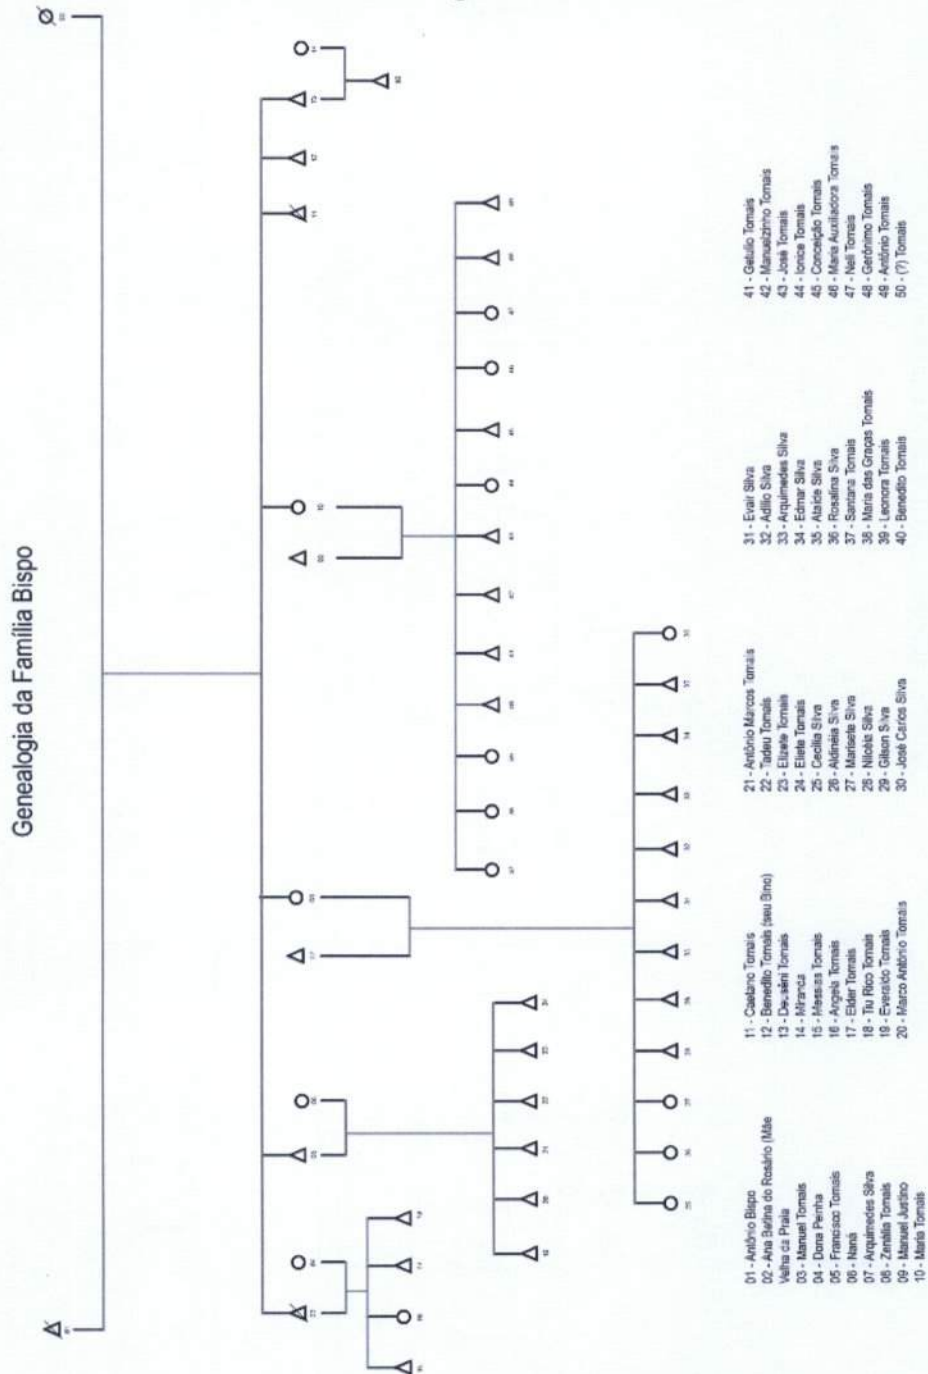 Genealogia da Família Bispo
01 - Antônio Bispo
02 - Ana Belina do Rosário (Mãe
Velha da Praia
03 - Manuel Tomais
04 - Dona Peinha
05 - Francisco Tomais
06 - Naná
07 - Arquimedes Silva
08 - Zenália Tomais
09 - Manuel Justino
10 - Maria Tomais
11 - Caetano Tomais
12 - Benedito Tomais (seu Bino)
13 - Tomais
14 - Miranda
15 - Messias Tomais
16 - Angela Tomais
17 - Elder Tomais
18 - Tiu Rico Tomais
19 - Everaldo Tomais
20 - Marco Antônio Tomais
21 - Antônio Marcos Tomais
22 - Tadeu Tomais
23 - Elizete Tomais
24 - Eliete Tomais
25 - Cecília Silva
26 - Aldinéia Silva
27 - Marisete Silva
28 - Nilcéia Silva
29 - Gilson Silva
30 - José Carlos Silva
31 - Evair Silva
32 - Adílio Silva
33 - Arquimedes Silva
34 - Edmar Silva
35 - Ataíde Silva
36 - Rosalina Silva
37 - Santana Tomais
38 - Maria das Graças Tomais
39 - Leonora Tomais
40 - Benedito Tomais
41 - Getulio Tomais
42 - Manuelzinho Tomais
43 - José Tomais
44 - Ionice Tomais
45 - Conceição Tomais
46 - Maria Auxiliadora Tomais
47 - Neli Tomais
48 - Gerônimo Tomais
49 - Antônio Tomais
50 - (?) Tomais